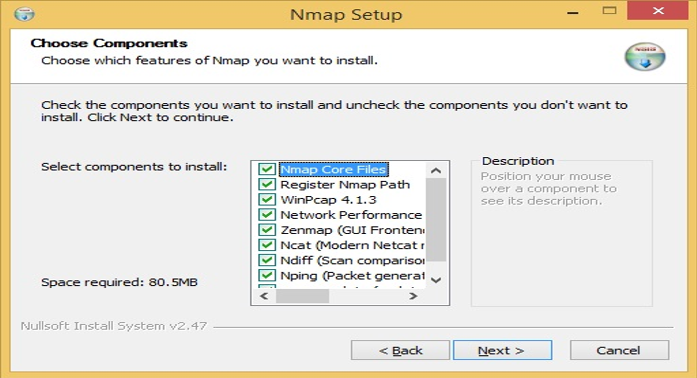 Nmap Setup
Choose Components
Choose which features of Nmap you want to install.
Check the components you want to install and uncheck the components you don't want to
install. Click Next to continue.
Select components to install:
Nmap Core Files
Register Nmap Path
WinPcap 4.1.3
Network Performance
Zenmap (GUI Fronten
Ncat (Modern Netcat r
Ndiff (Scan compariso
Nping (Packet generat
Description
Position your mouse
over a component to
see its description.
Space required: 80.5MB
Nullsoft Install System v2.47
< Back
Next >
Cancel